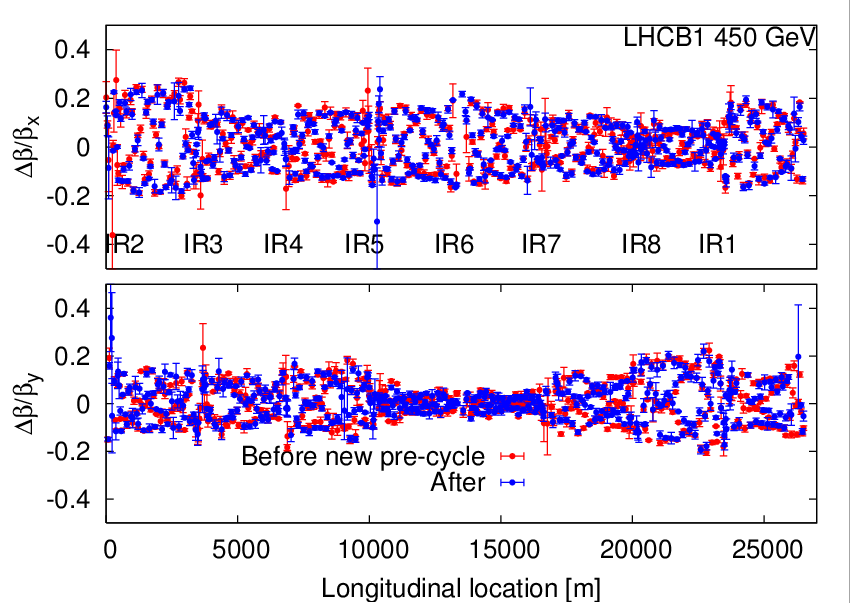 LHCB1 450 GeV
Δβ/βx
0.4
0.2
0
-0.2
-0.4
IR2 IR3 IR4 IR5 IR6 IR7 IR8 IR1
Δβ/βy
0.4
0.2
0
-0.2
-0.4
Before new pre-cycle
After
0 5000 10000 15000 20000 25000
Longitudinal location [m]